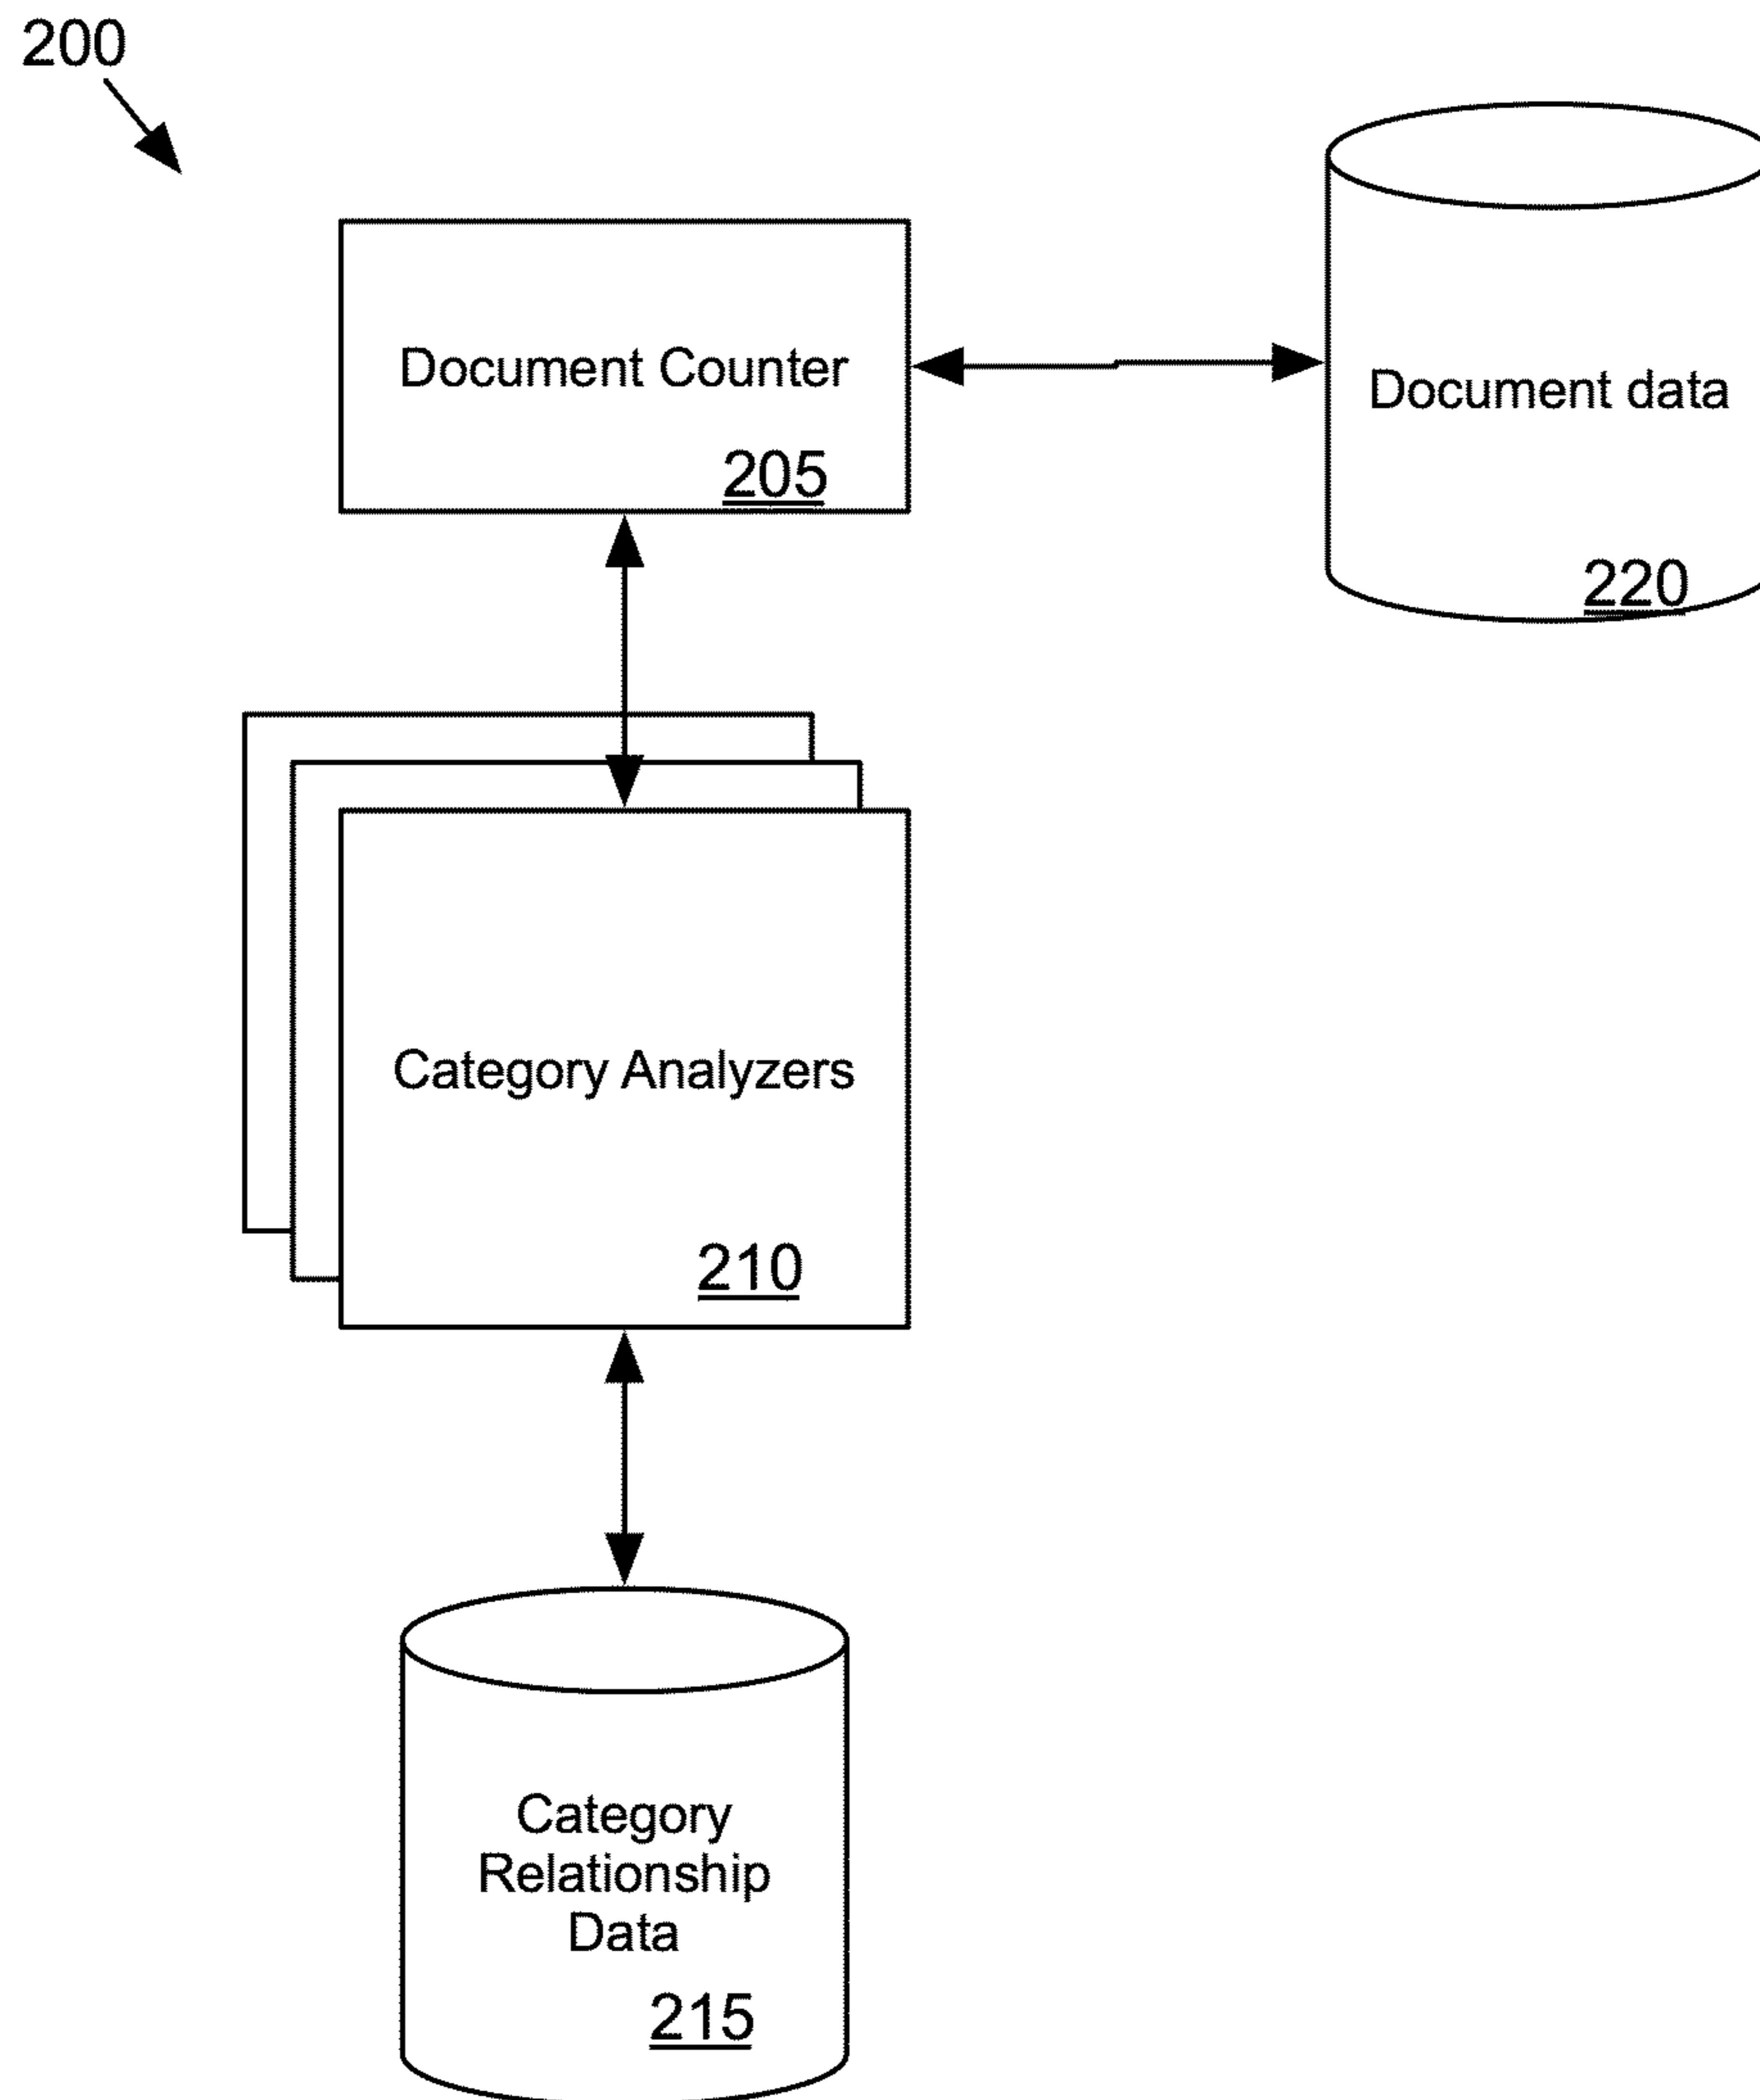 200
Document Counter
205
Document data
220
Category Analyzers
210
Category
Relationship
Data
215